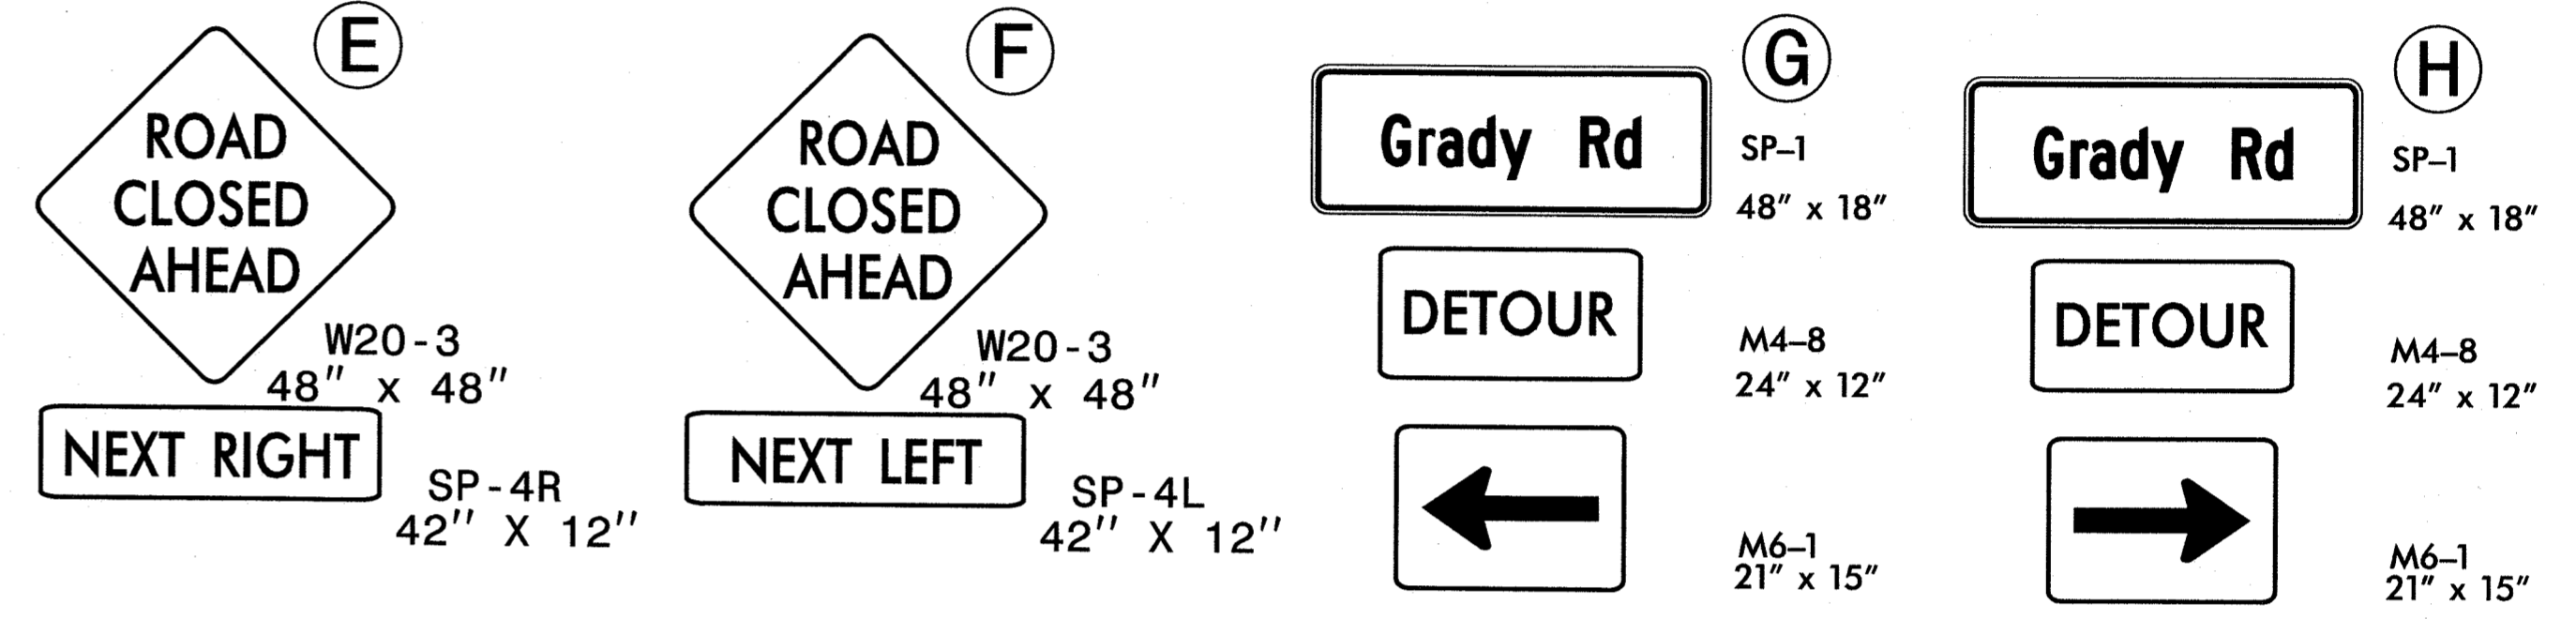 E
ROAD
CLOSED
AHEAD
W20-3
48" x 48"
NEXT RIGHT
SP-4R
42" X 12"
F
ROAD
CLOSED
AHEAD
W20-3
48" x 48"
NEXT LEFT
SP-4L
42" X 12"
G
Grady Rd
SP-1
48" x 18"
DETOUR
M4-8
24" x 12"
M6-1
21" x 15"
H
Grady Rd
SP-1
48" x 18"
DETOUR
M4-8
24" x 12"
M6-1
21" x 15"